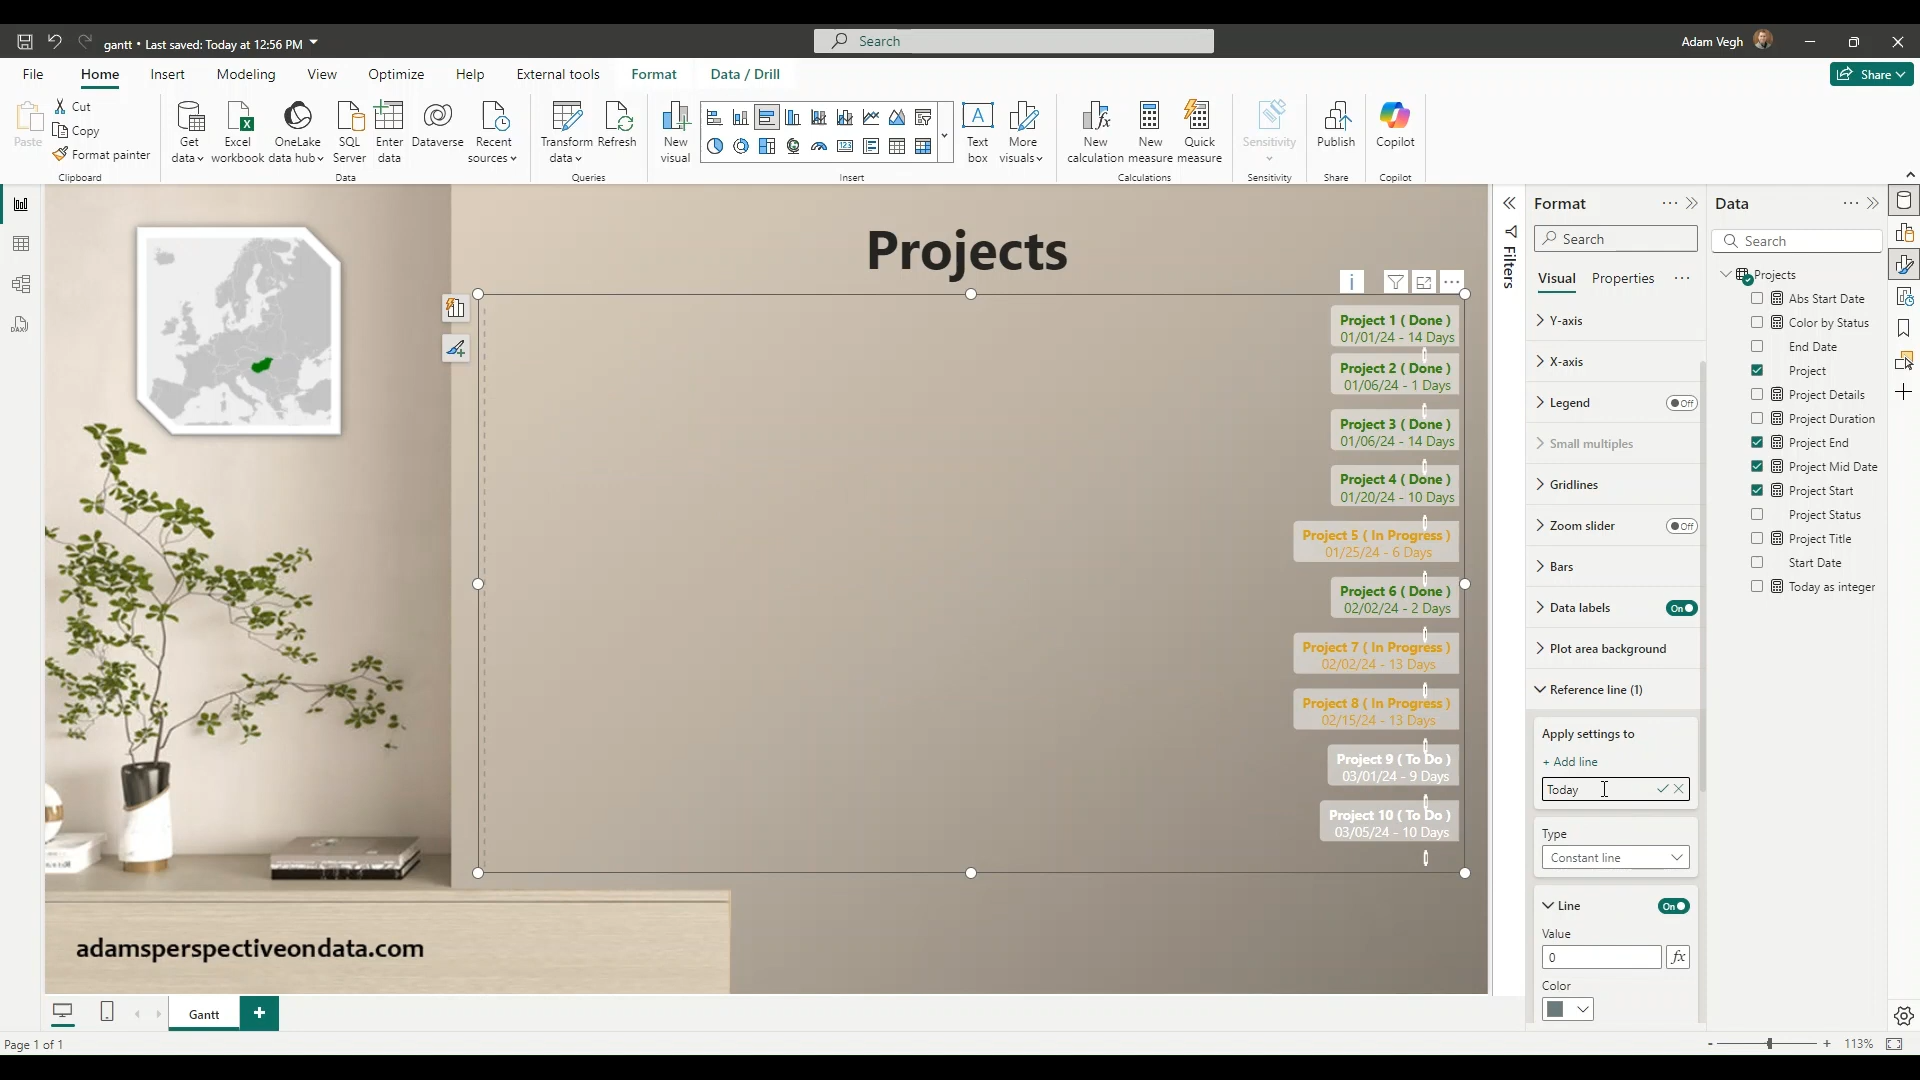 gantt • Last saved: Today at 12:56 PM
Search
Adam Vegh
File
Home
Insert
Modeling
View
Optimize
Help
External tools
Format
Data / Drill
Share
Paste
Cut
Copy
Format painter
Clipboard
Get data
Excel workbook
OneLake data hub
SQL Server
Enter data
Dataverse
Recent sources
Data
Transform data
Refresh
Queries
New visual
Text box
More visuals
Insert
New calculation
New measure
Quick measure
Calculations
Sensitivity
Sensitivity
Publish
Share
Copilot
Copilot
Projects
Project 1 ( Done )
01/01/24 - 14 Days
Project 2 ( Done )
01/06/24 - 1 Days
Project 3 ( Done )
01/06/24 - 14 Days
Project 4 ( Done )
01/20/24 - 10 Days
Project 5 ( In Progress )
01/25/24 - 6 Days
Project 6 ( Done )
02/02/24 - 2 Days
Project 7 ( In Progress )
02/02/24 - 13 Days
Project 8 ( In Progress )
02/15/24 - 13 Days
Project 9 ( To Do )
03/01/24 - 9 Days
Project 10 ( To Do )
03/05/24 - 10 Days
adamsperspectiveondata.com
Filters
Format
Search
Visual
Properties
Y-axis
X-axis
Legend
Off
Small multiples
Gridlines
Zoom slider
Off
Bars
Data labels
On
Plot area background
Reference line (1)
Apply settings to
+ Add line
Today
Type
Constant line
Line
On
Value
0
fx
Color
Data
Search
Projects
Abs Start Date
Color by Status
End Date
Project
Project Details
Project Duration
Project End
Project Mid Date
Project Start
Project Status
Project Title
Start Date
Today as integer
Gantt
Page 1 of 1
- + 113%